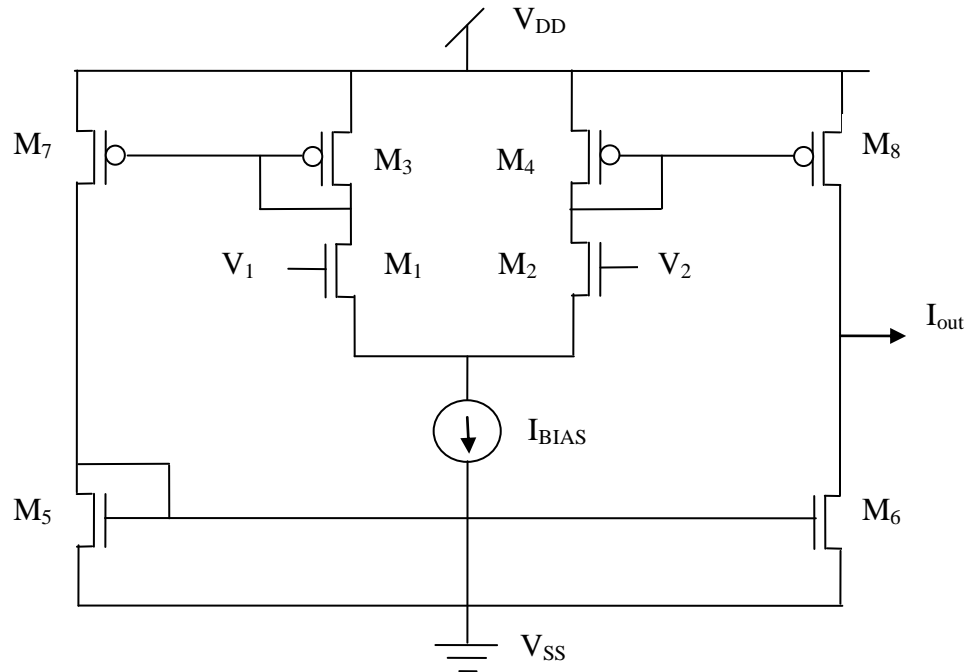 V_DD
M_7
M_3
M_4
M_8
V_1
M_1
M_2
V_2
I_out
I_BIAS
M_5
M_6
V_SS